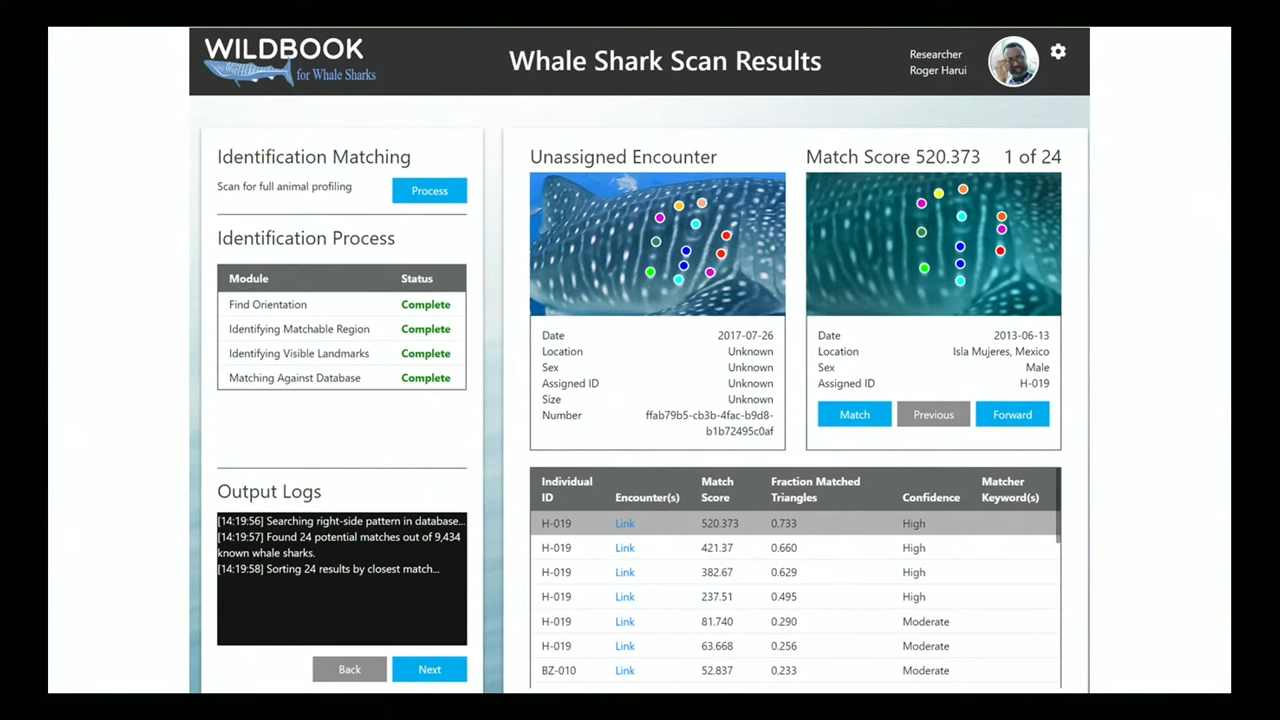 WILDBOOK
for Whale Sharks
Whale Shark Scan Results
Researcher
Roger Harui
Identification Matching
Scan for full animal profiling
Process
Identification Process
Module Status
Find Orientation Complete
Identifying Matchable Region Complete
Identifying Visible Landmarks Complete
Matching Against Database Complete
Output Logs
[14:19:56] Searching right-side pattern in database...
[14:19:57] Found 24 potential matches out of 9,434
known whale sharks.
[14:19:58] Sorting 24 results by closest match...
Back Next
Unassigned Encounter
Date 2017-07-26
Location Unknown
Sex Unknown
Assigned ID Unknown
Size Unknown
Number ffab79b5-cb3b-4fac-b9d8-
b1b72495c0af
Match Score 520.373 1 of 24
Date 2013-06-13
Location Isla Mujeres, Mexico
Sex Male
Assigned ID H-019
Match Previous Forward
Individual Match Fraction Matched Matcher
ID Encounter(s) Score Triangles Confidence Keyword(s)
H-019 Link 520.373 0.733 High
H-019 Link 421.37 0.660 High
H-019 Link 382.67 0.629 High
H-019 Link 237.51 0.495 High
H-019 Link 81.740 0.290 Moderate
H-019 Link 63.668 0.256 Moderate
BZ-010 Link 52.837 0.233 Moderate